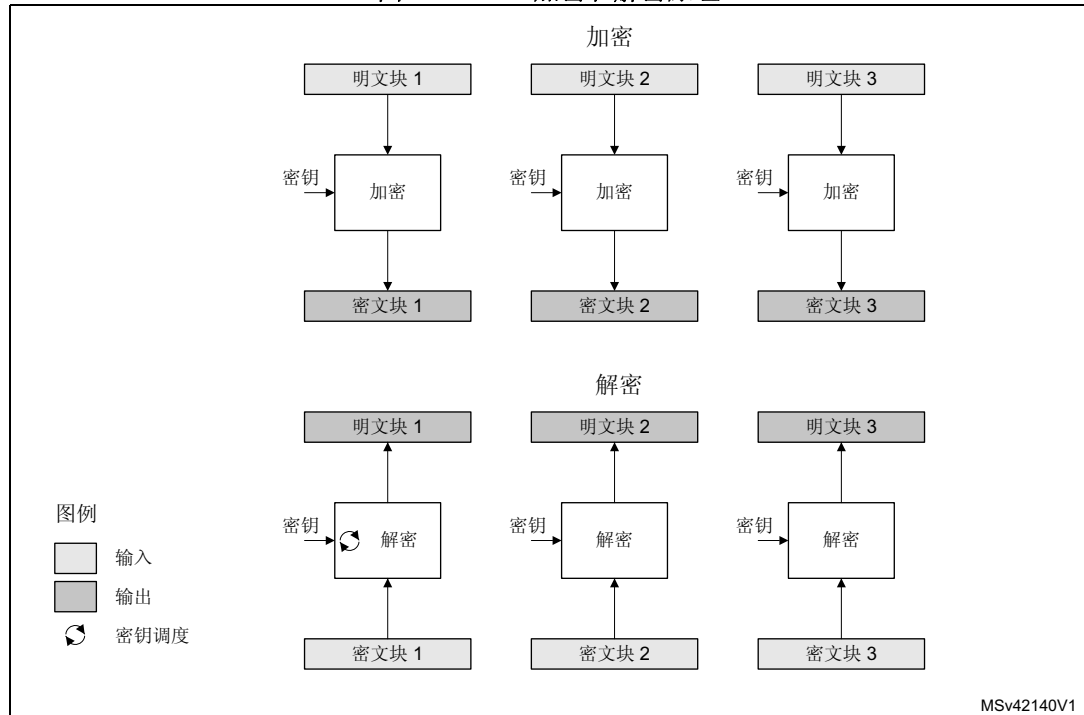 加密
明文块 1 明文块 2 明文块 3
密钥 加密 密钥 加密 密钥 加密
密文块 1 密文块 2 密文块 3
解密
明文块 1 明文块 2 明文块 3
图例
密钥 解密 密钥 解密 密钥 解密
输入
输出
密钥调度
密文块 1 密文块 2 密文块 3
MSv42140V1